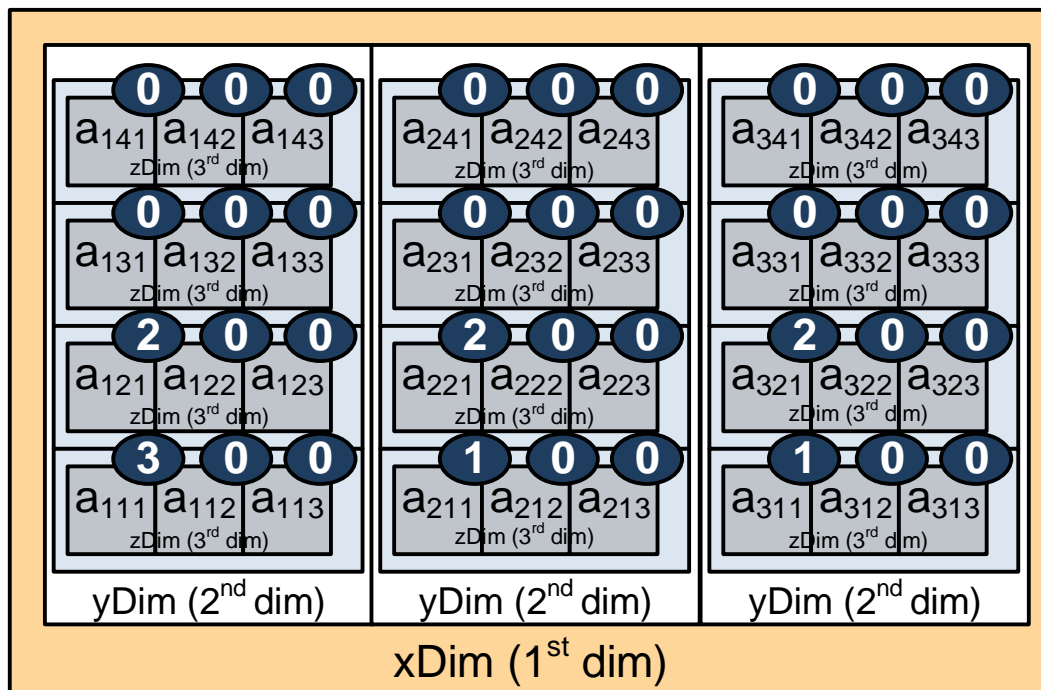 0 0 0 0 0 0 0 0 0
a141 a142 a143 a241 a242 a243 a341 a342 a343
zDim (3rd dim) zDim (3rd dim) zDim (3rd dim)
0 0 0 0 0 0 0 0 0
a131 a132 a133 a231 a232 a233 a331 a332 a333
zDim (3rd dim) zDim (3rd dim) zDim (3rd dim)
2 0 0 2 0 0 2 0 0
a121 a122 a123 a221 a222 a223 a321 a322 a323
zDim (3rd dim) zDim (3rd dim) zDim (3rd dim)
3 0 0 1 0 0 1 0 0
a111 a112 a113 a211 a212 a213 a311 a312 a313
zDim (3rd dim) zDim (3rd dim) zDim (3rd dim)
yDim (2nd dim) yDim (2nd dim) yDim (2nd dim)
xDim (1st dim)